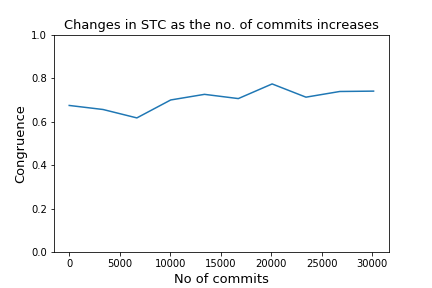 Changes in STC as the no. of commits increases
1.0
0.8
0.6
0.4
0.2
0.0
Congruence
0 5000 10000 15000 20000 25000 30000
No of commits